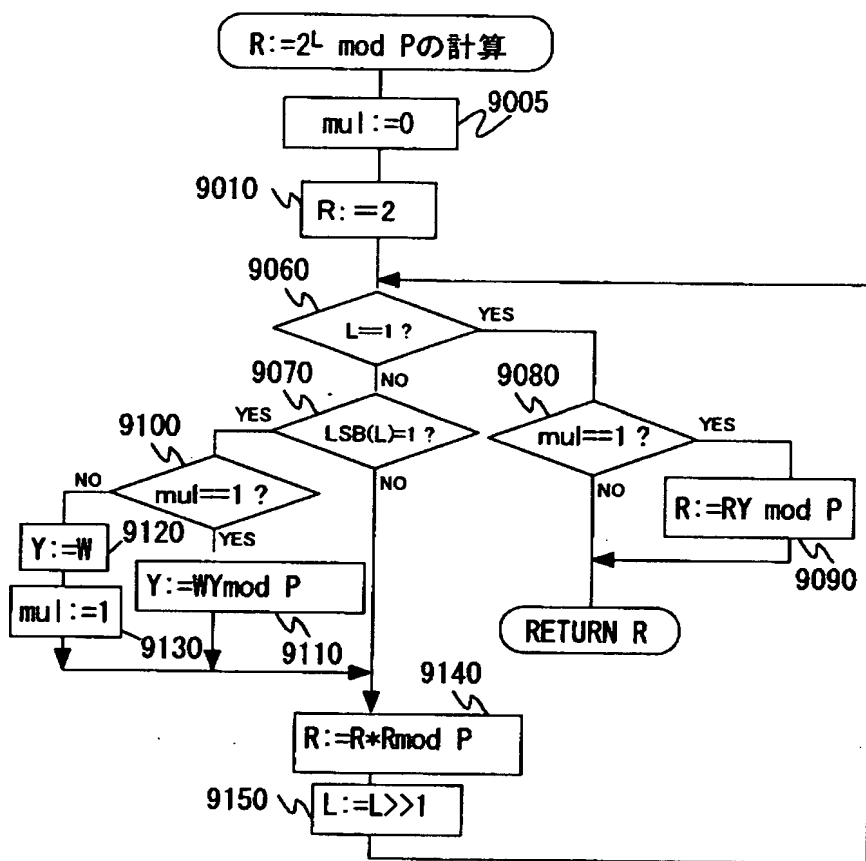 R:=2ᴸ mod Pの計算
9005
mul:=0
9010
R:=2
9060
L==1 ?
YES
NO
9070
9080
YES
LSB(L)=1 ?
NO
mul==1 ?
YES
NO
9100
NO
mul==1 ?
YES
R:=RY mod P
9090
9120
Y:=W
Y:=WYmod P
mul:=1
9130
9110
RETURN R
9140
R:=R*Rmod P
9150
L:=L>>1